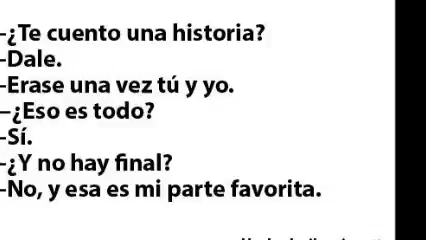 -¿Te cuento una historia?
-Dale.
-Erase una vez tú y yo.
-¿Eso es todo?
-Sí.
-¿Y no hay final?
-No, y esa es mi parte favorita.